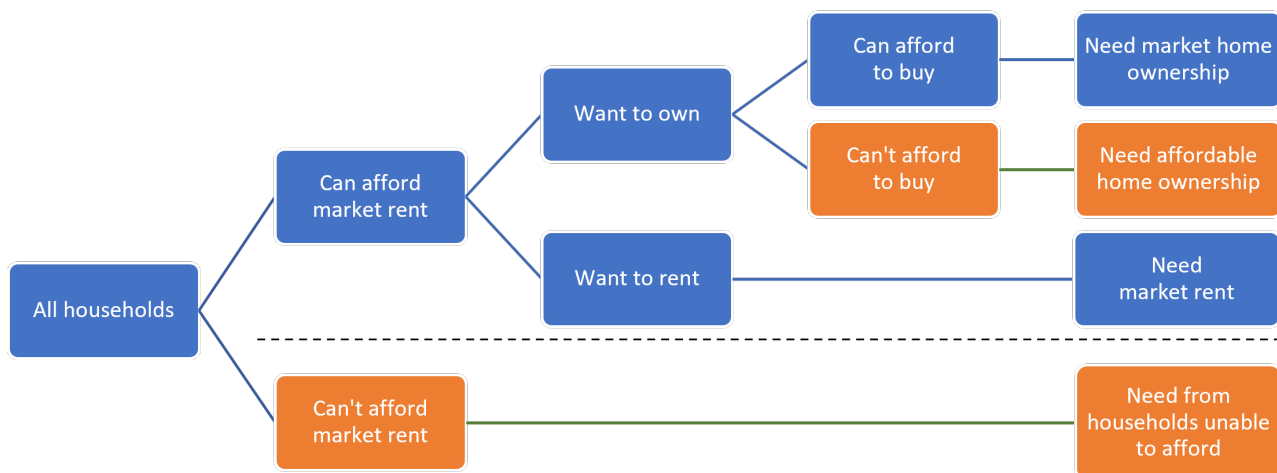 Can afford
to buy
Need market home
ownership
Want to own
Can't afford
to buy
Need affordable
home ownership
Can afford
market rent
Want to rent
Need
market rent
All households
Can't afford
market rent
Need from
households unable
to afford